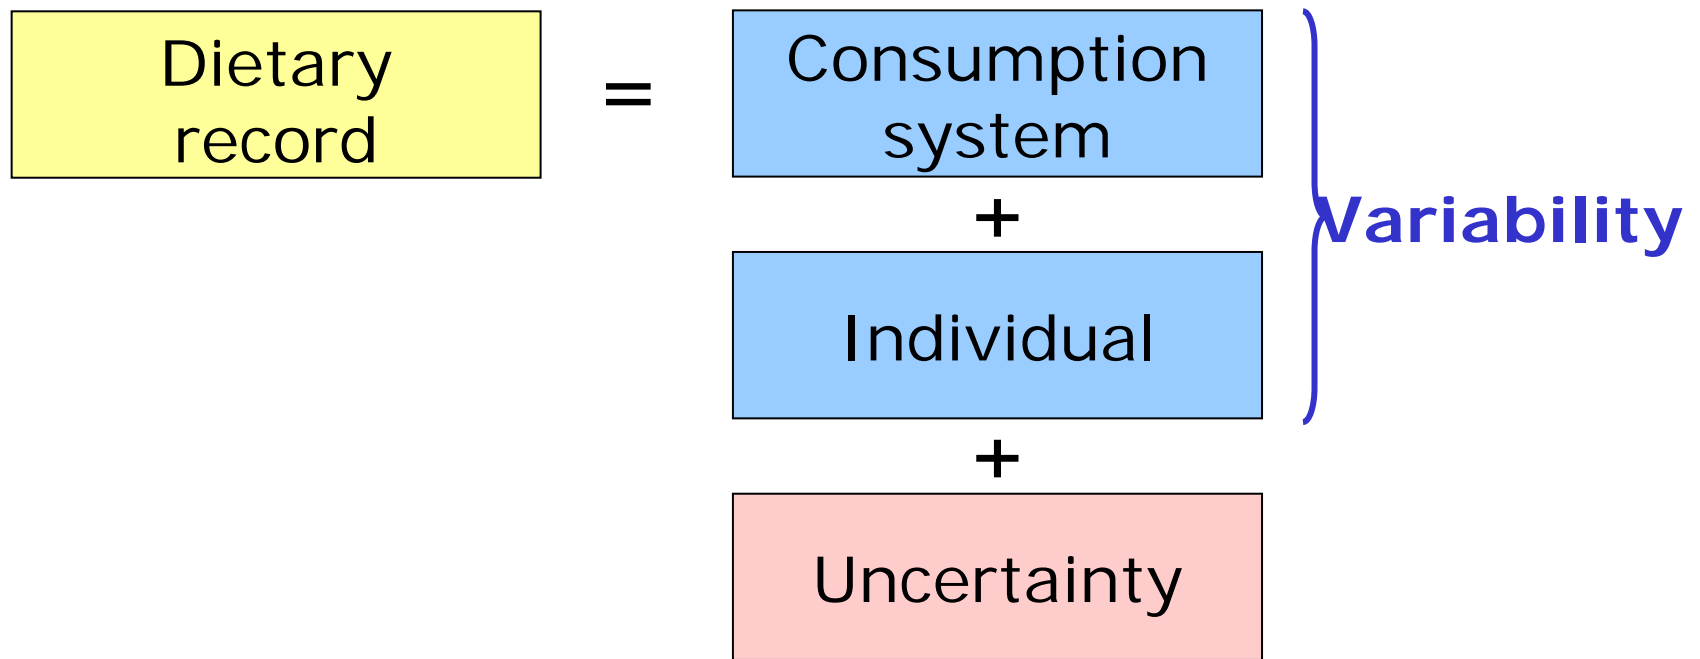 Dietary
record
=
Consumption
system
+
Individual
+
Uncertainty
Variability